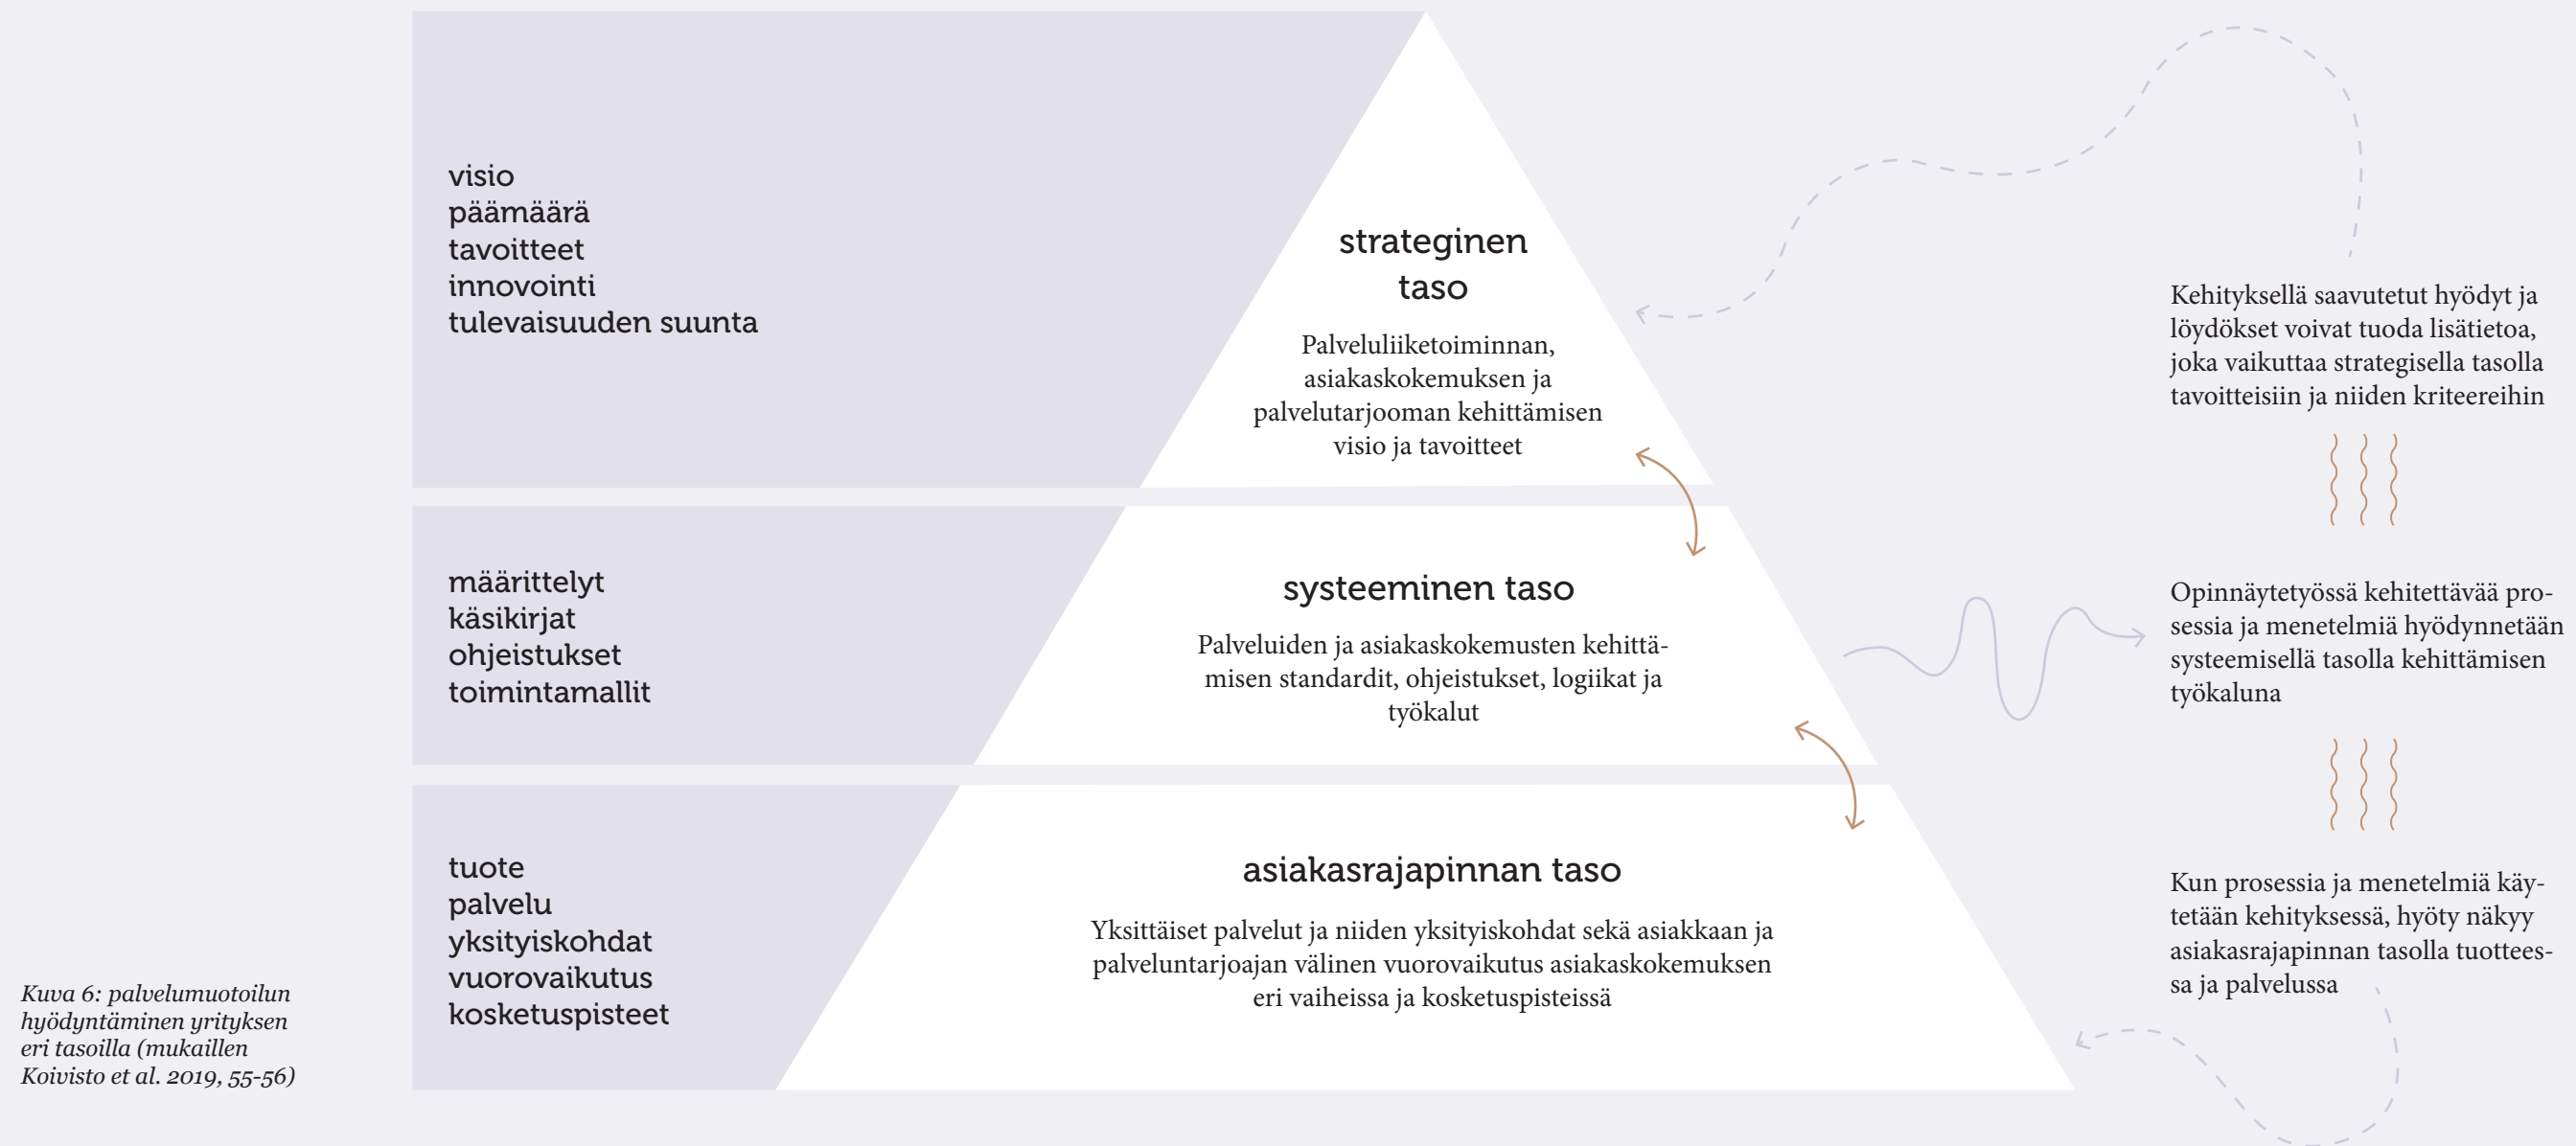 visio
päämäärä
tavoitteet
innovointi
tulevaisuuden suunta
strateginen
taso
Palveluliiketoiminnan,
asiakaskokemuksen ja
palvelutarjooman kehittämisen
visio ja tavoitteet
Kehityksellä saavutetut hyödyt ja
löydökset voivat tuoda lisätietoa,
joka vaikuttaa strategisella tasolla
tavoitteisiin ja niiden kriteereihin
määrittelyt
käsikirjat
ohjeistukset
toimintamallit
systeeminen taso
Palveluiden ja asiakaskokemusten kehittä-
misen standardit, ohjeistukset, logiikat ja
työkalut
Opinnäytetyössä kehitettävää pro-
sessia ja menetelmiä hyödynnetään
systeemisellä tasolla kehittämisen
työkaluna
tuote
palvelu
yksityiskohdat
vuorovaikutus
kosketuspisteet
asiakasrajapinnan taso
Yksittäiset palvelut ja niiden yksityiskohdat sekä asiakkaan ja
palveluntarjoajan välinen vuorovaikutus asiakaskokemuksen
eri vaiheissa ja kosketuspisteissä
Kun prosessia ja menetelmiä käy-
tetään kehityksessä, hyöty näkyy
asiakasrajapinnan tasolla tuottees-
sa ja palvelussa
Kuva 6: palvelumuotoilun
hyödyntäminen yrityksen
eri tasoilla (mukaillen
Koivisto et al. 2019, 55-56)